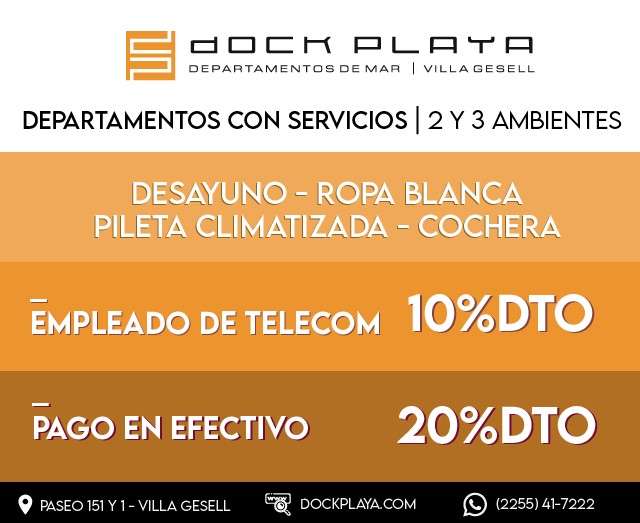 dOCK PLAYA
DEPARTAMENTOS DE MAR | VILLA GESELL
DEPARTAMENTOS CON SERVICIOS | 2 Y 3 AMBIENTES
DESAYUNO - ROPA BLANCA
PILETA CLIMATIZADA - COCHERA
EMPLEADO DE TELECOM 10%DTO
PAGO EN EFECTIVO 20%DTO
PASEO 151 Y 1 - VILLA GESELL www DOCKPLAYA.COM (2255) 41-7222